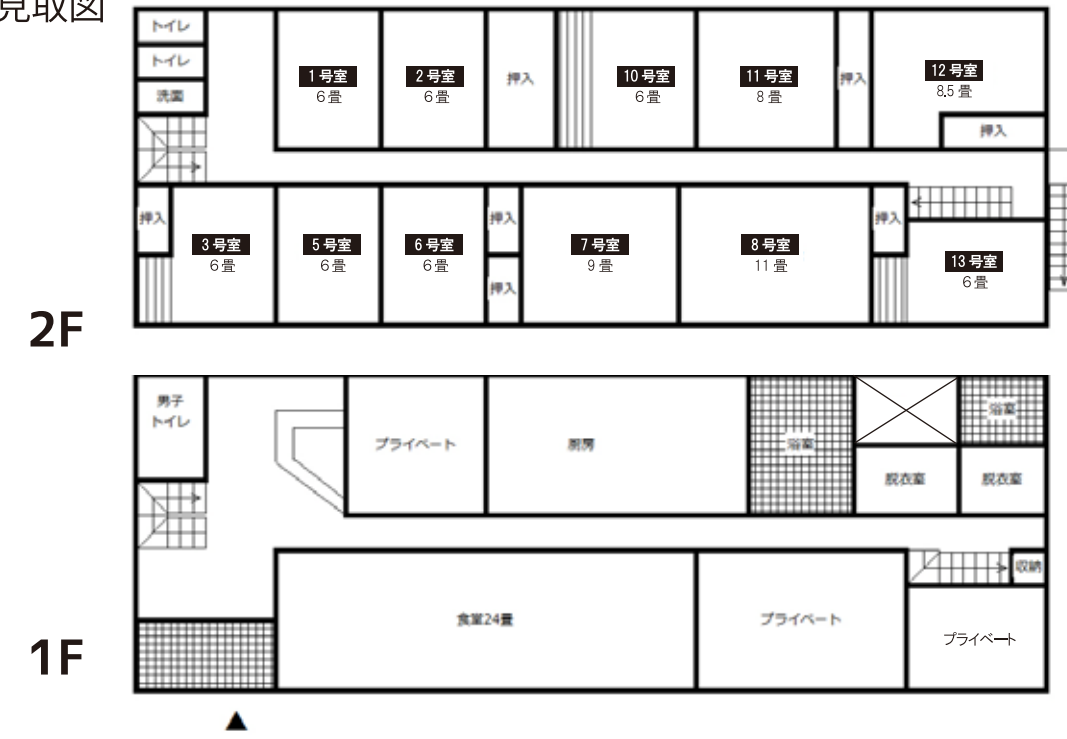 見取図
トイレ
トイレ
洗面
1号室
6畳
2号室
6畳
押入
10号室
6畳
11号室
8畳
押入
12号室
8.5畳
押入
押入
3号室
6畳
5号室
6畳
6号室
6畳
押入
押入
7号室
9畳
8号室
11畳
押入
13号室
6畳
2F
男子
トイレ
プライベート
厨房
浴室
脱衣室
浴室
脱衣室
食堂24畳
プライベート
収納
プライベート
1F
▲